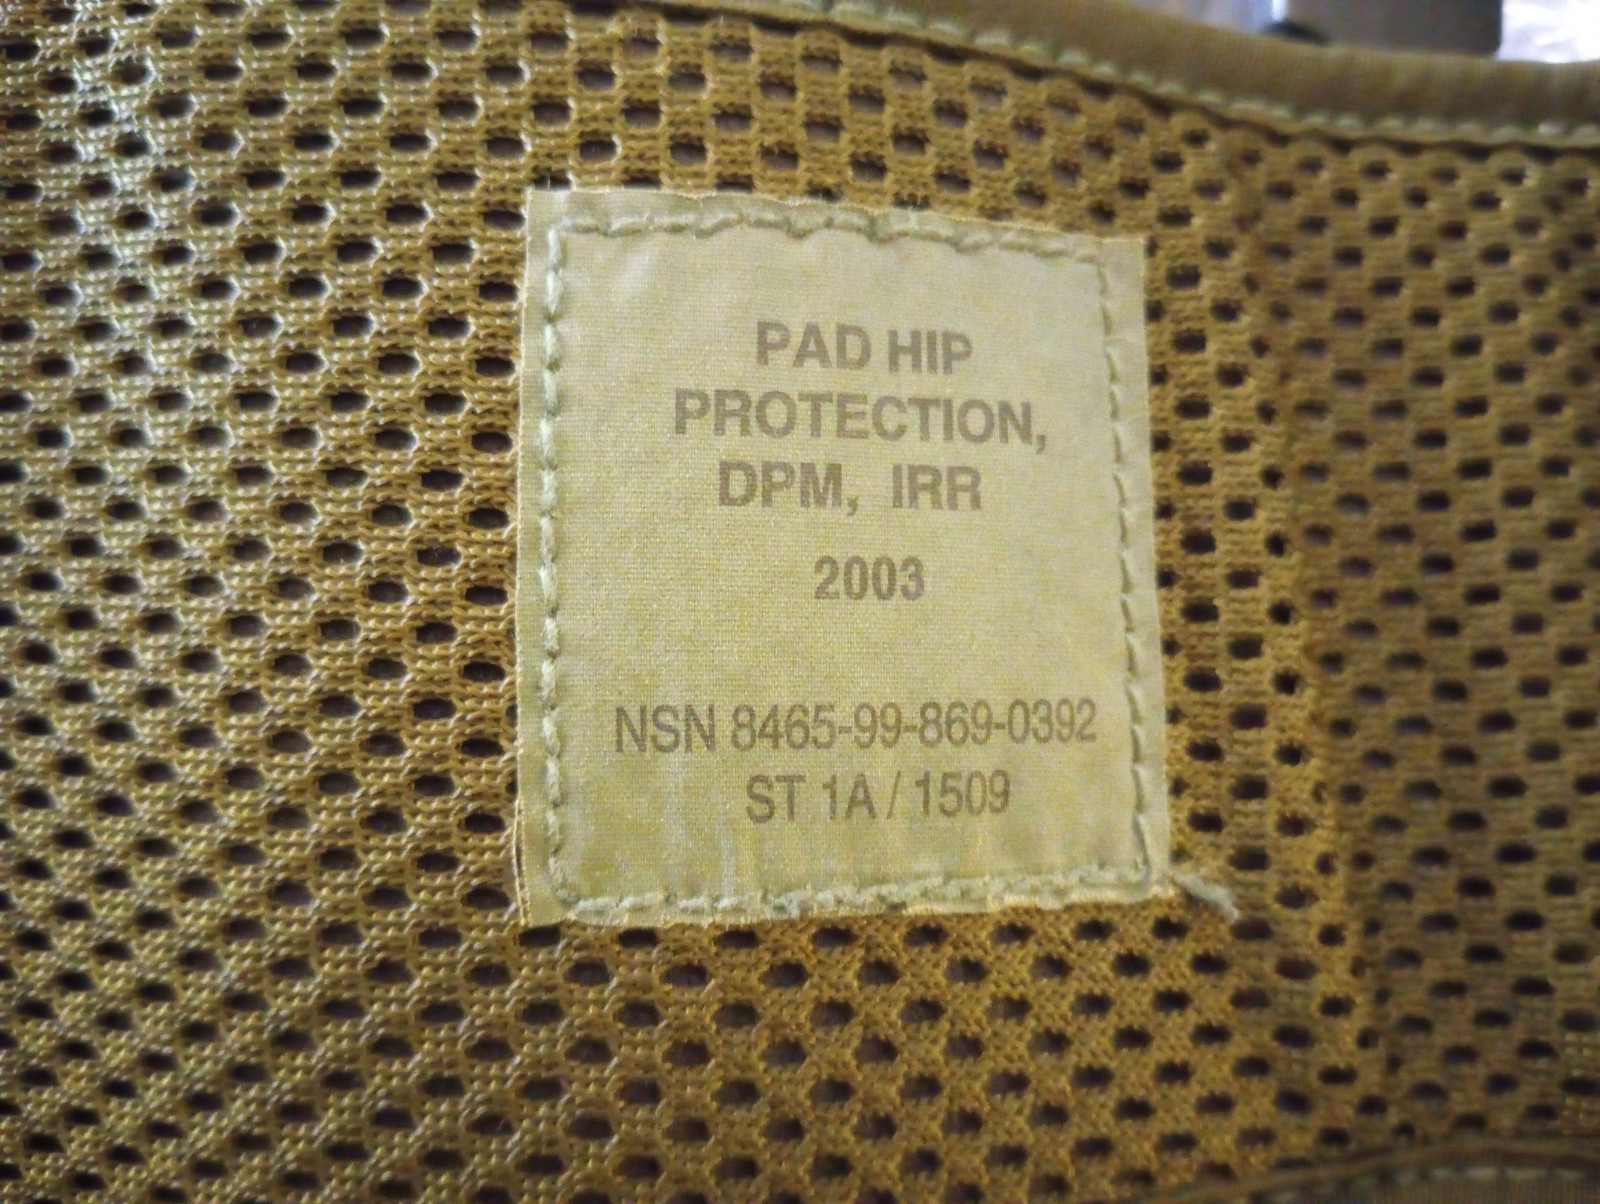 PAD HIP
PROTECTION,
DPM, IRR
2003
NSN 8465-99-869-0392
ST 1A / 1509